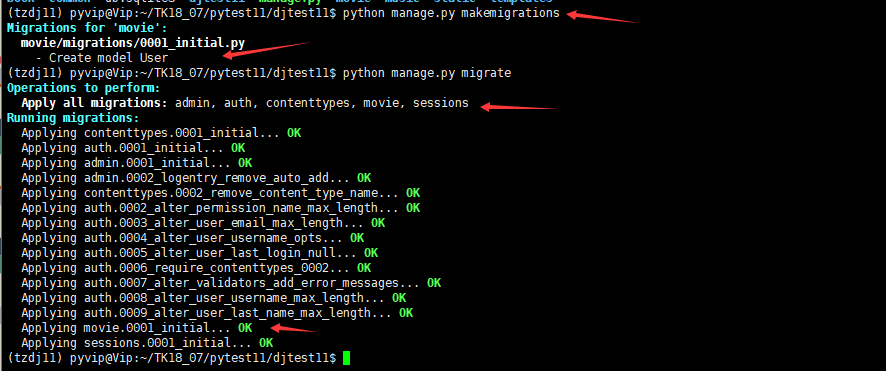 (tzdj11) pyvip@Vip:~/TK18_07/pytest11/djtest11$ python manage.py makemigrations
Migrations for 'movie':
  movie/migrations/0001_initial.py
    - Create model User
(tzdj11) pyvip@Vip:~/TK18_07/pytest11/djtest11$ python manage.py migrate
Operations to perform:
  Apply all migrations: admin, auth, contenttypes, movie, sessions
Running migrations:
  Applying contenttypes.0001_initial... OK
  Applying auth.0001_initial... OK
  Applying admin.0001_initial... OK
  Applying admin.0002_logentry_remove_auto_add... OK
  Applying contenttypes.0002_remove_content_type_name... OK
  Applying auth.0002_alter_permission_name_max_length... OK
  Applying auth.0003_alter_user_email_max_length... OK
  Applying auth.0004_alter_user_username_opts... OK
  Applying auth.0005_alter_user_last_login_null... OK
  Applying auth.0006_require_contenttypes_0002... OK
  Applying auth.0007_alter_validators_add_error_messages... OK
  Applying auth.0008_alter_user_username_max_length... OK
  Applying auth.0009_alter_user_last_name_max_length... OK
  Applying movie.0001_initial... OK
  Applying sessions.0001_initial... OK
(tzdj11) pyvip@Vip:~/TK18_07/pytest11/djtest11$